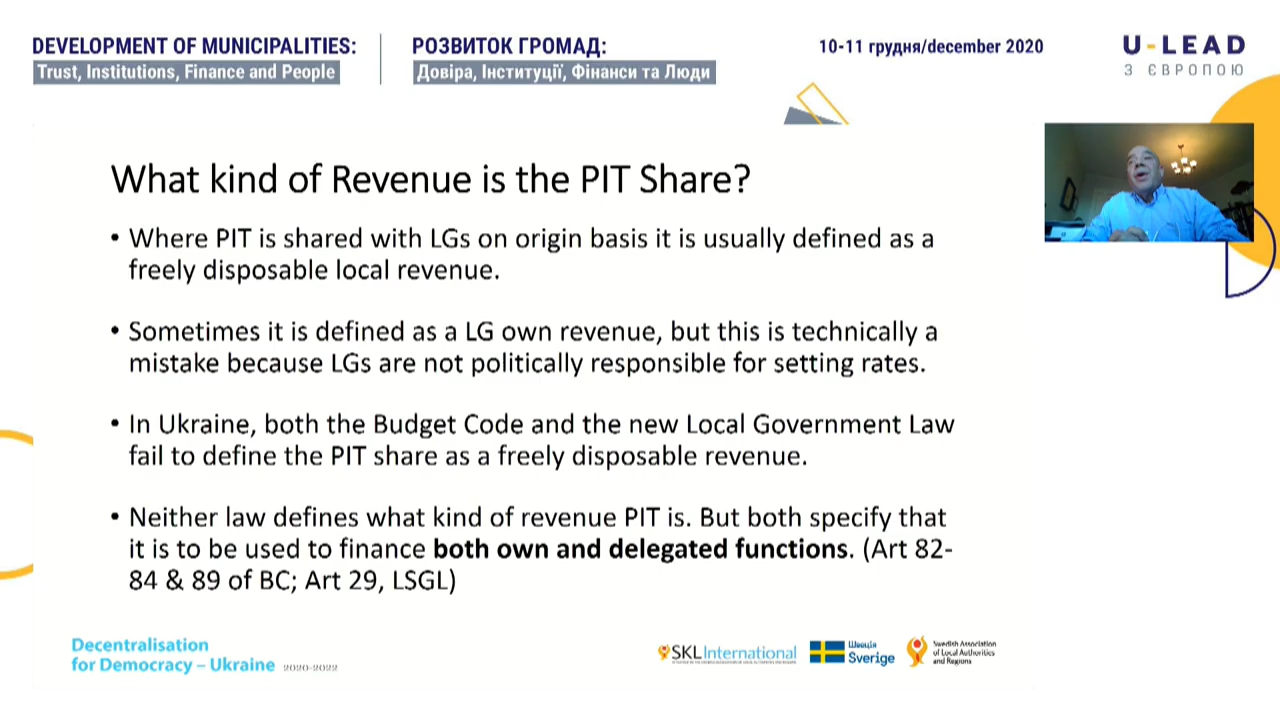 DEVELOPMENT OF MUNICIPALITIES:
Trust, Institutions, Finance and People
РОЗВИТОК ГРОМАД:
Довіра, Інституції, Фінанси та Люди
10-11 грудня/december 2020
U-LEAD
З ЄВРОПОЮ
What kind of Revenue is the PIT Share?
• Where PIT is shared with LGs on origin basis it is usually defined as a
freely disposable local revenue.
• Sometimes it is defined as a LG own revenue, but this is technically a
mistake because LGs are not politically responsible for setting rates.
• In Ukraine, both the Budget Code and the new Local Government Law
fail to define the PIT share as a freely disposable revenue.
• Neither law defines what kind of revenue PIT is. But both specify that
it is to be used to finance both own and delegated functions. (Art 82-
84 & 89 of BC; Art 29, LSGL)
Decentralisation
for Democracy – Ukraine 2020-2022
SKL International
Швеція
Sverige
Swedish Association
of Local Authorities
and Regions